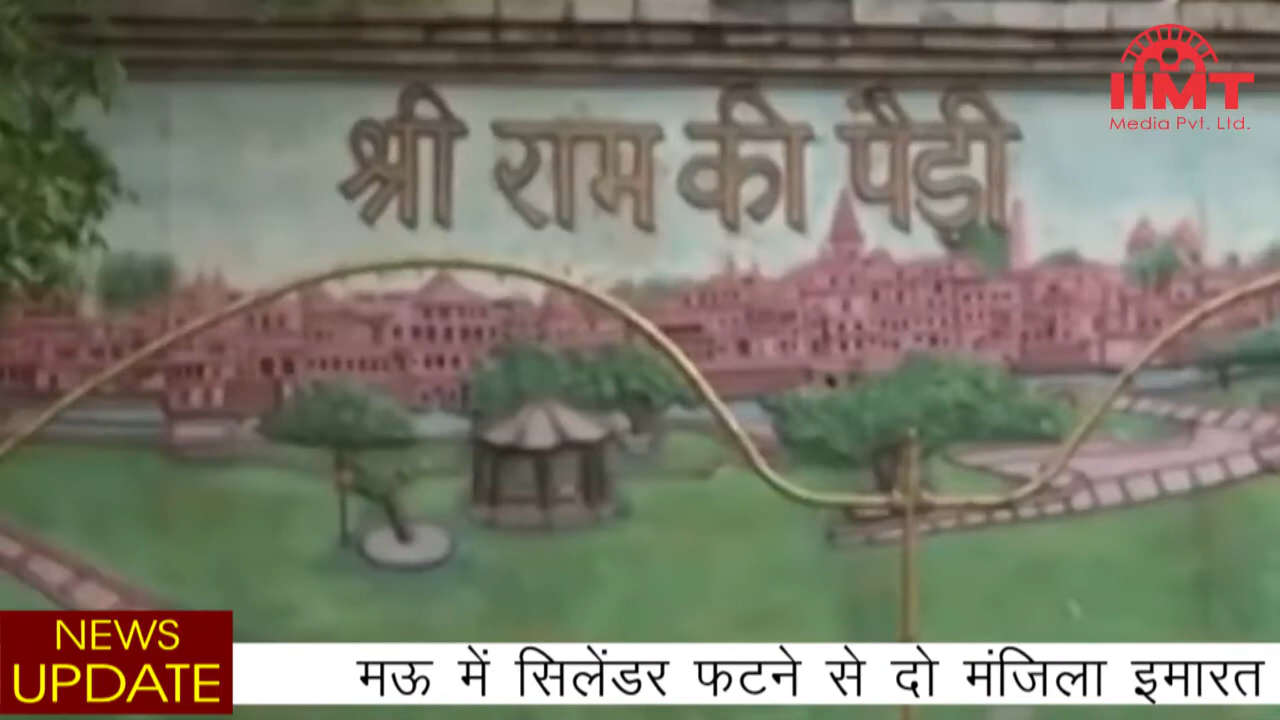 IIMT
Media Pvt. Ltd.
श्री राम की पैड़ी
NEWS
UPDATE
मऊ में सिलेंडर फटने से दो मंजिला इमारत